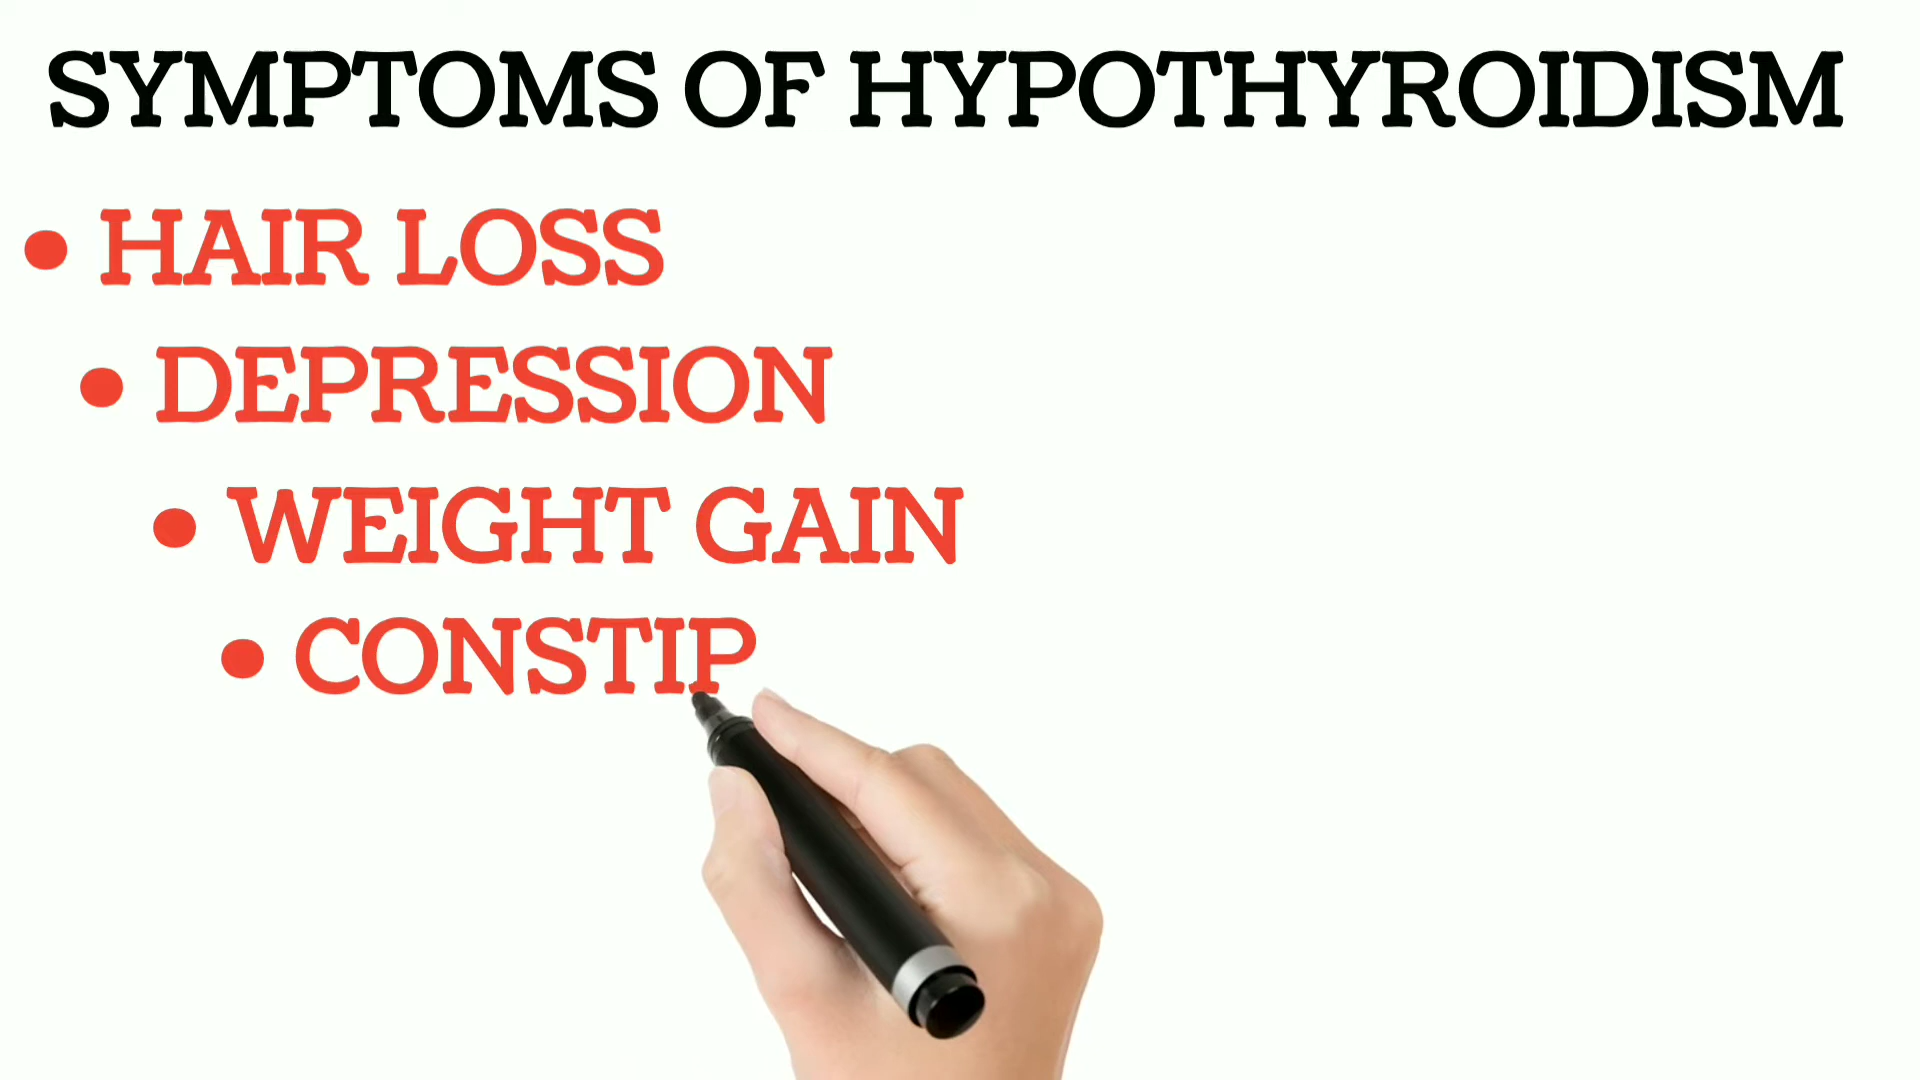 SYMPTOMS OF HYPOTHYROIDISM
• HAIR LOSS
• DEPRESSION
• WEIGHT GAIN
• CONSTIP